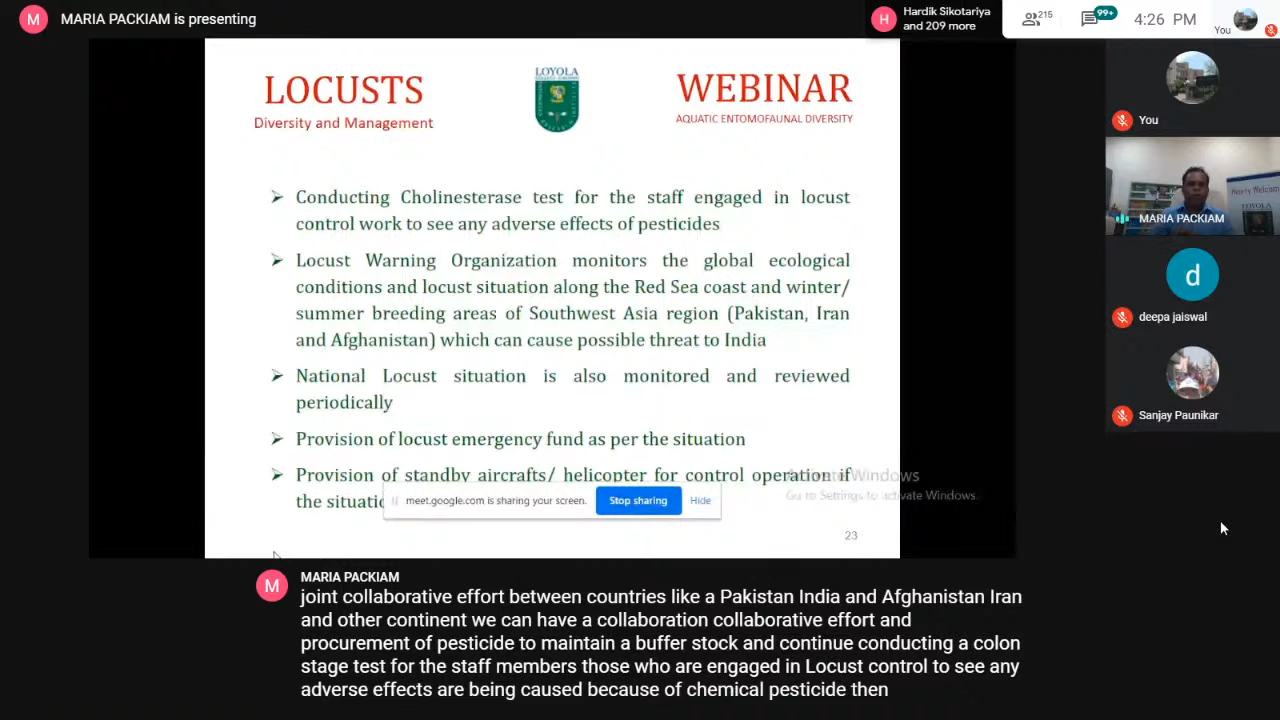 M MARIA PACKIAM is presenting
H Hardik Sikotariya
and 209 more
215
99+
4:26 PM
You
LOCUSTS
Diversity and Management
LOYOLA
WEBINAR
AQUATIC ENTOMOFAUNAL DIVERSITY
You
➢ Conducting Cholinesterase test for the staff engaged in locust
control work to see any adverse effects of pesticides
➢ Locust Warning Organization monitors the global ecological
conditions and locust situation along the Red Sea coast and winter/
summer breeding areas of Southwest Asia region (Pakistan, Iran
and Afghanistan) which can cause possible threat to India
➢ National Locust situation is also monitored and reviewed
periodically
➢ Provision of locust emergency fund as per the situation
➢ Provision of standby aircrafts/ helicopter for control operation if
the situatio
Activate Windows
Go to Settings to activate Windows.
meet.google.com is sharing your screen. Stop sharing Hide
23
Hearty Welcom
LOYOLA
MARIA PACKIAM
d
deepa jaiswal
Sanjay Paunikar
M MARIA PACKIAM
joint collaborative effort between countries like a Pakistan India and Afghanistan Iran
and other continent we can have a collaboration collaborative effort and
procurement of pesticide to maintain a buffer stock and continue conducting a colon
stage test for the staff members those who are engaged in Locust control to see any
adverse effects are being caused because of chemical pesticide then